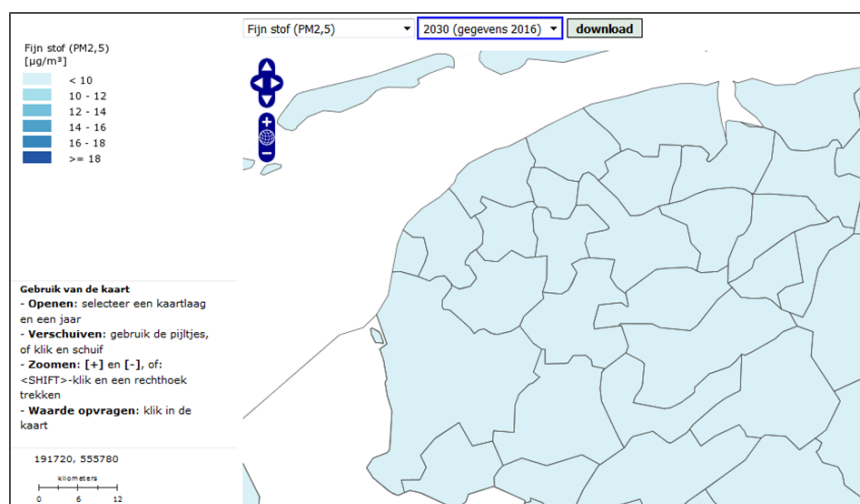 Fijn stof (PM2,5)
2030 (gegevens 2016)
download
Fijn stof (PM2,5)
[µg/m³]
< 10
10 - 12
12 - 14
14 - 16
16 - 18
>= 18
Gebruik van de kaart
- Openen: selecteer een kaartlaag
en een jaar
- Verschuiven: gebruik de pijltjes,
of klik en schuif
- Zoomen: [+] en [-], of:
<SHIFT>-klik en een rechthoek
trekken
- Waarde opvragen: klik in de
kaart
191720, 555780
kilometers
0 6 12